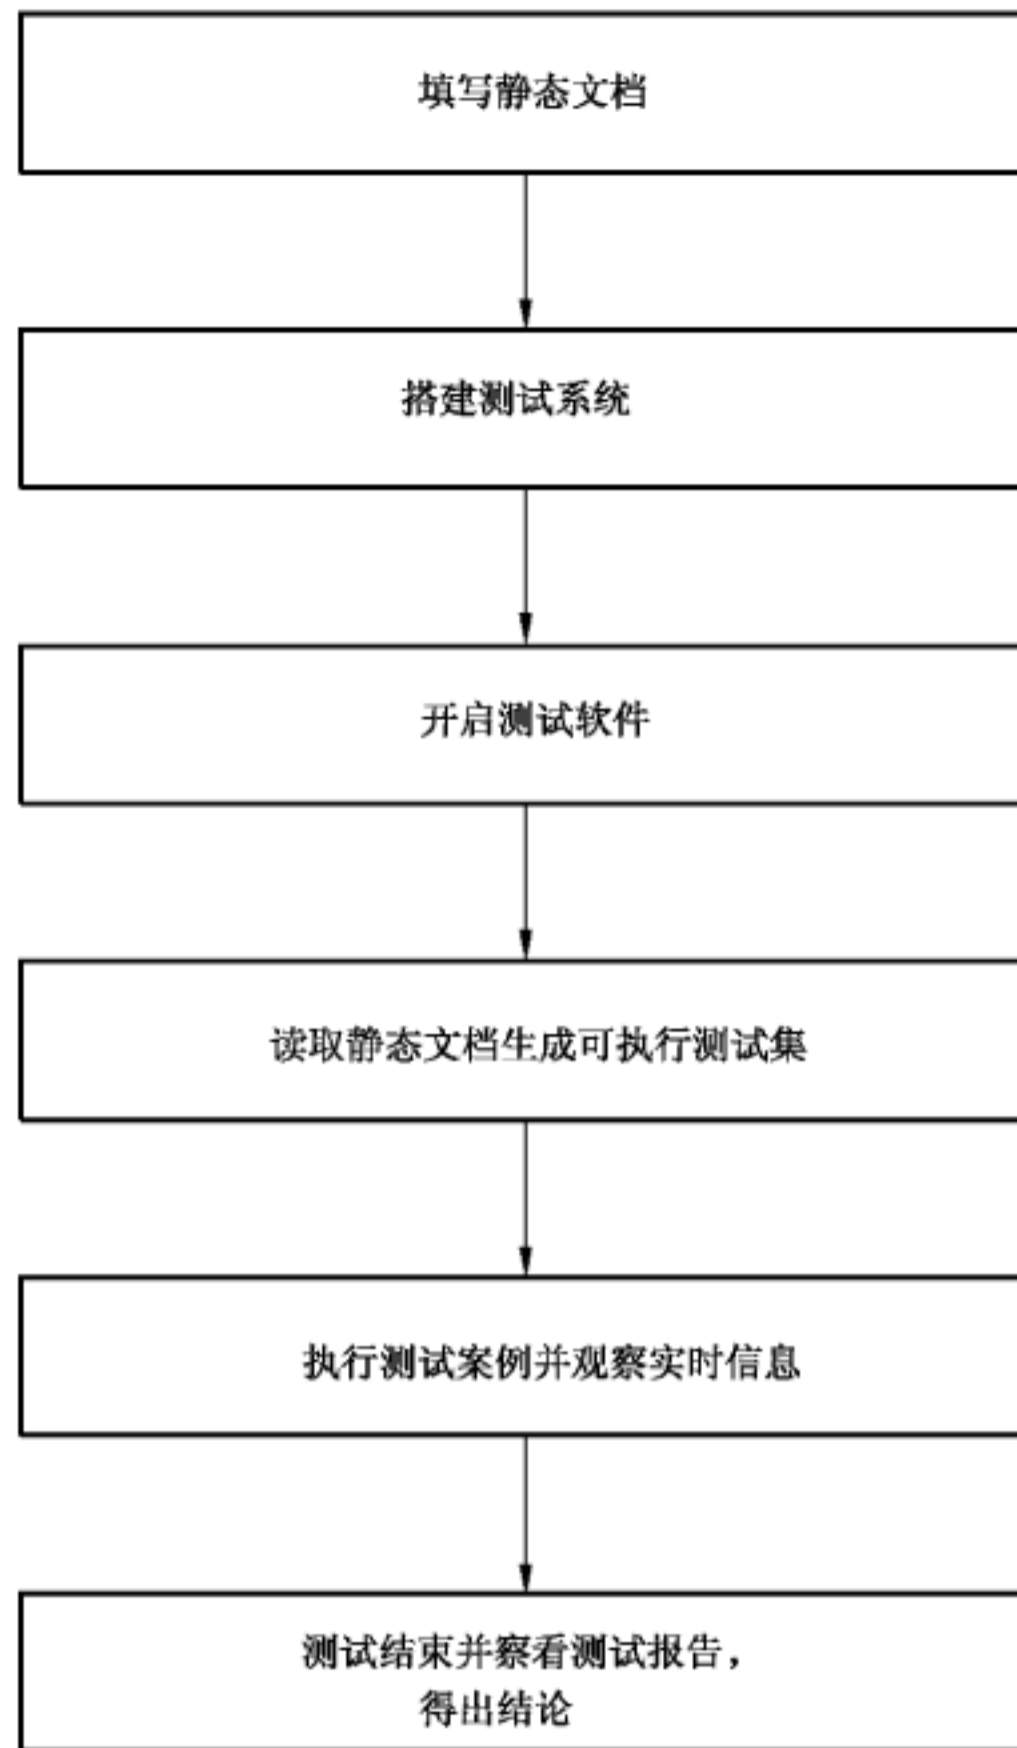 填写静态文档
搭建测试系统
开启测试软件
读取静态文档生成可执行测试集
执行测试案例并观察实时信息
测试结束并察看测试报告，
得出结论